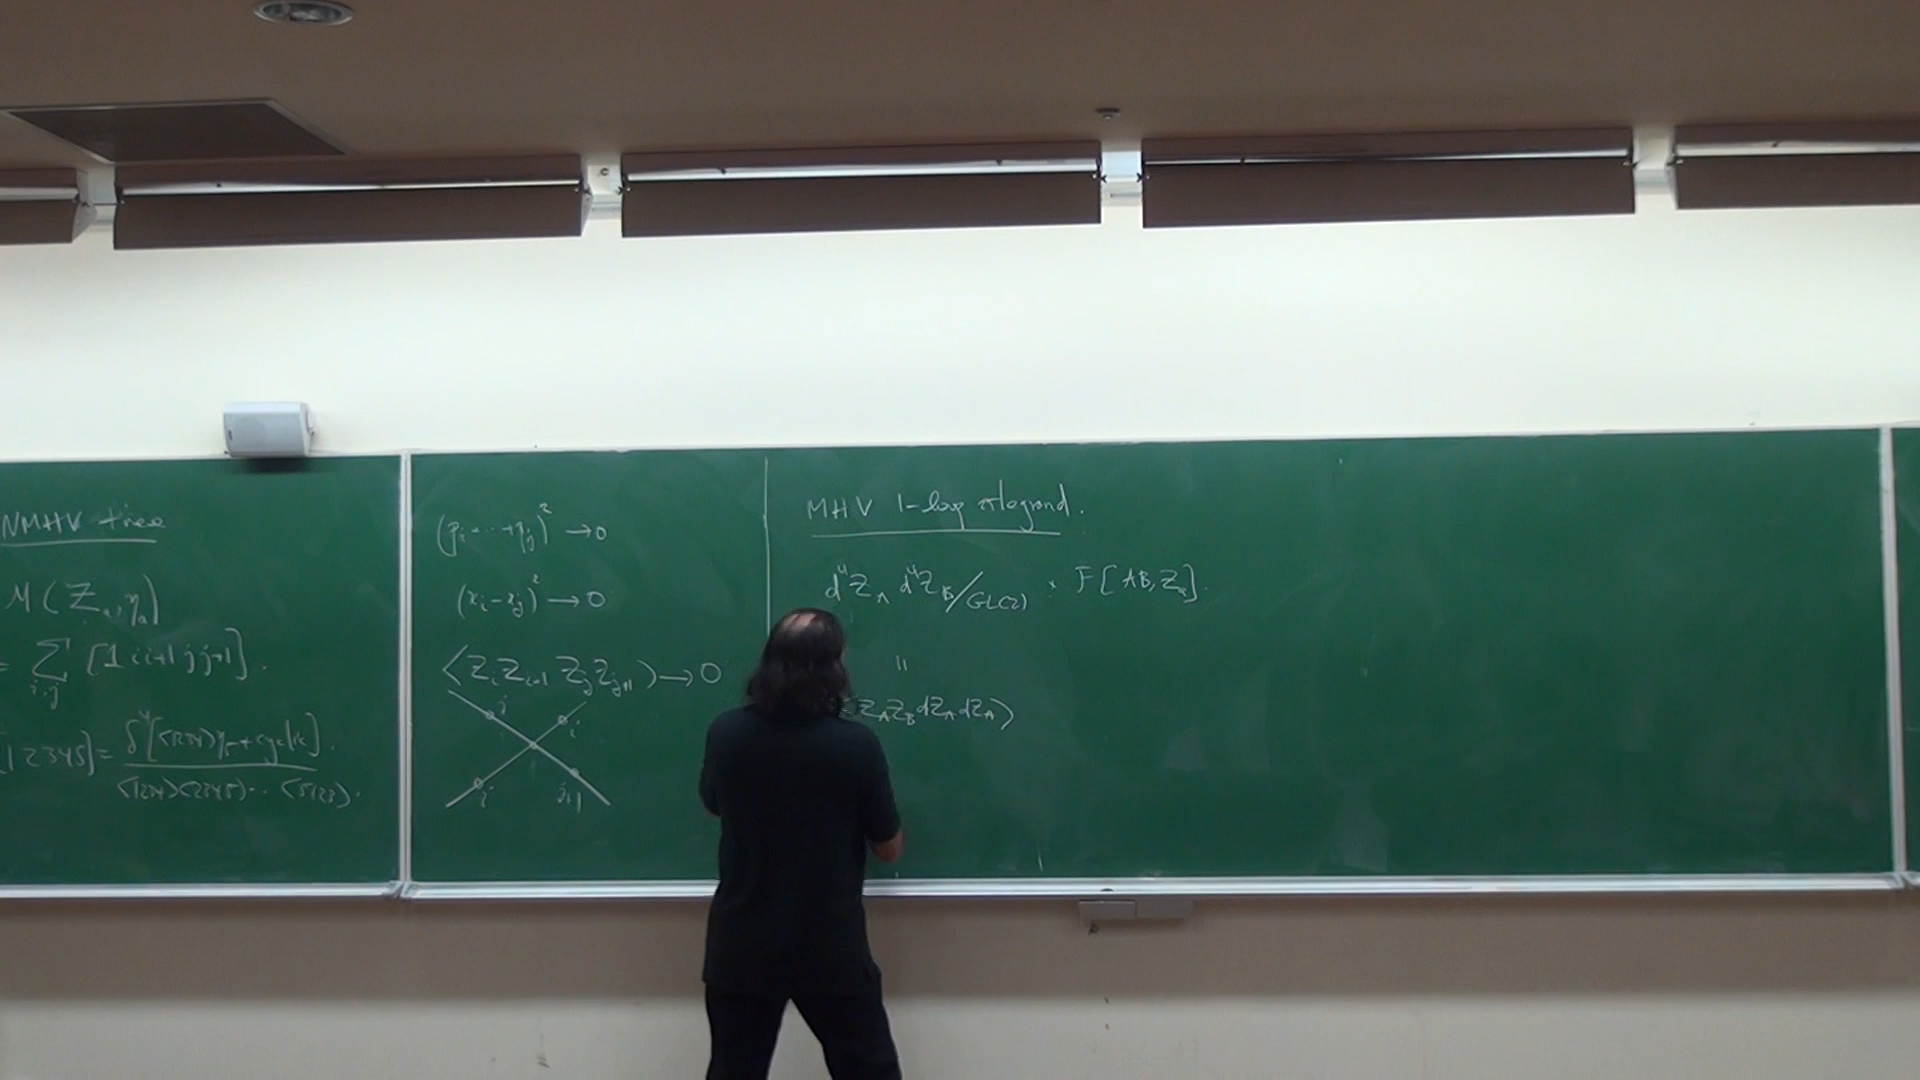 NMHV tree
M(Z_a, η_a)
= Σ_{i,j} [1 i i+1 j j+1].
[12345] = δ^4[⟨1234⟩η_5 + cyclic].
⟨1234⟩⟨2345⟩... ⟨5123⟩.
(p_i + ... + p_j)^2 → 0
(x_i - x_j)^2 → 0
⟨Z_i Z_{i+1} Z_j Z_{j+1}⟩ → 0
j i
i j+1
MHV 1-loop integrand.
d^4Z_A d^4Z_B / GL(2) × F[AB, Z_a].
=
Z_A Z_B dZ_A dZ_A⟩